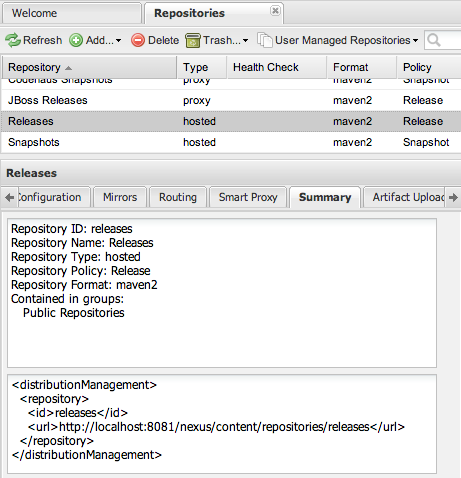 Welcome
Repositories
Refresh Add... Delete Trash... User Managed Repositories
Repository Type Health Check Format Policy
Codehaus Snapshots proxy maven2 Snapshot
JBoss Releases proxy maven2 Release
Releases hosted maven2 Release
Snapshots hosted maven2 Snapshot
Releases
Configuration Mirrors Routing Smart Proxy Summary Artifact Upload
Repository ID: releases
Repository Name: Releases
Repository Type: hosted
Repository Policy: Release
Repository Format: maven2
Contained in groups:
Public Repositories
<distributionManagement>
<repository>
<id>releases</id>
<url>http://localhost:8081/nexus/content/repositories/releases</url>
</repository>
</distributionManagement>